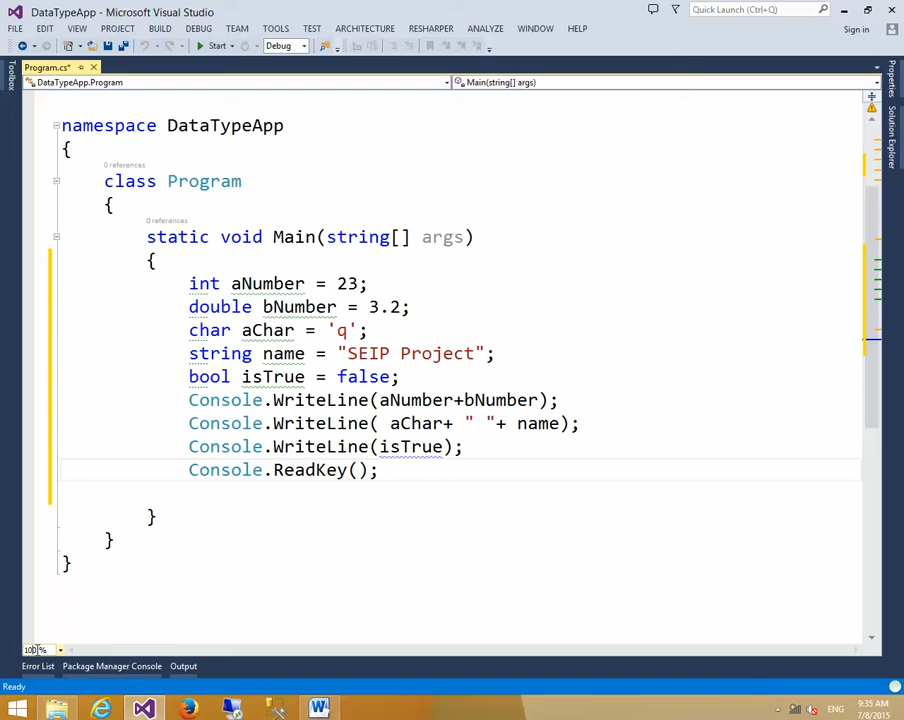 DataTypeApp - Microsoft Visual Studio
Quick Launch (Ctrl+Q)
FILE EDIT VIEW PROJECT BUILD DEBUG TEAM TOOLS TEST ARCHITECTURE RESHARPER ANALYZE WINDOW HELP
Sign in
Start Debug
Toolbox
Program.cs*
DataTypeApp.Program
Main(string[] args)
Properties
Solution Explorer
namespace DataTypeApp
{
0 references
class Program
{
0 references
static void Main(string[] args)
{
int aNumber = 23;
double bNumber = 3.2;
char aChar = 'q';
string name = "SEIP Project";
bool isTrue = false;
Console.WriteLine(aNumber+bNumber);
Console.WriteLine( aChar+ " "+ name);
Console.WriteLine(isTrue);
Console.ReadKey();
}
}
}
100 %
Error List Package Manager Console Output
Ready
ENG
9:35 AM
7/8/2015